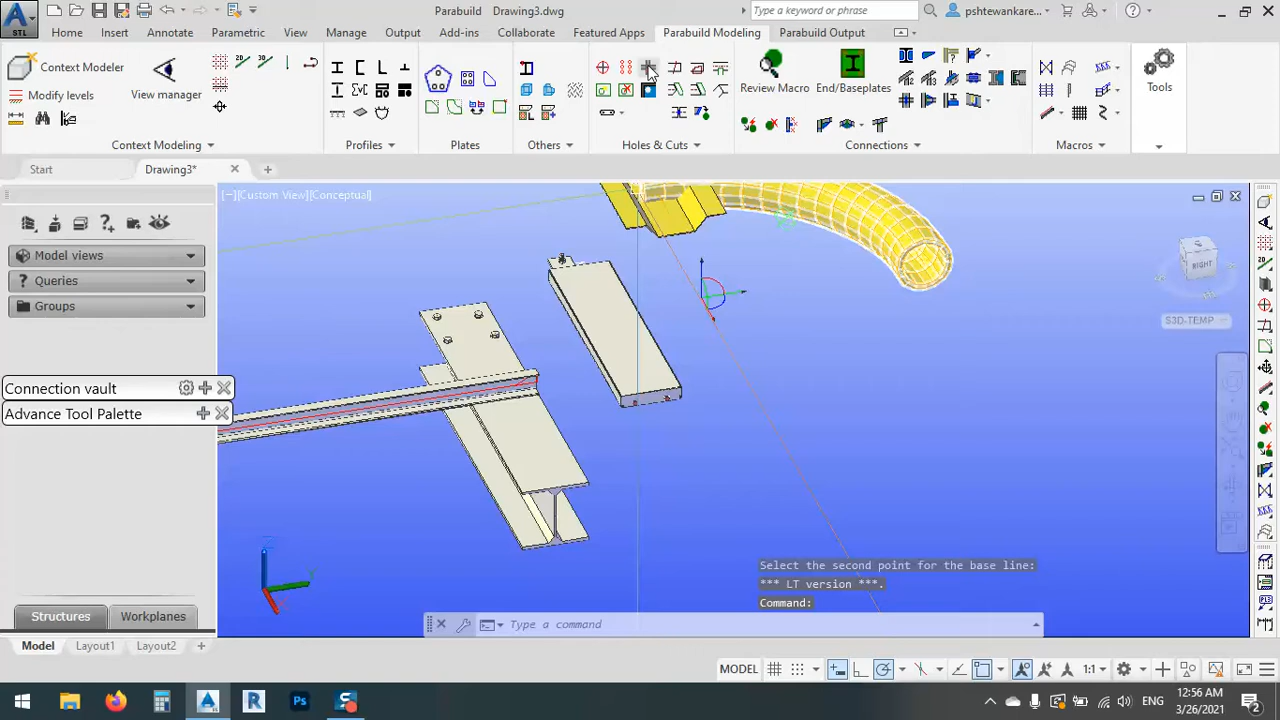 Parabuild Drawing3.dwg
Type a keyword or phrase
pshtewankare...
STL
Home Insert Annotate Parametric View Manage Output Add-ins Collaborate Featured Apps Parabuild Modeling Parabuild Output
Context Modeler
Modify levels
View manager
2D 3D
Review Macro
End/Baseplates
Tools
Context Modeling Profiles Plates Others Holes & Cuts Connections Macros
Start Drawing3*
[−][Custom View][Conceptual]
Model views
Queries
Groups
Connection vault
Advance Tool Palette
RIGHT
S3D-TEMP
Select the second point for the base line:
*** LT version ***.
Command:
Type a command
Structures Workplanes
Model Layout1 Layout2 +
MODEL 1:1
ENG
12:56 AM
3/26/2021
2